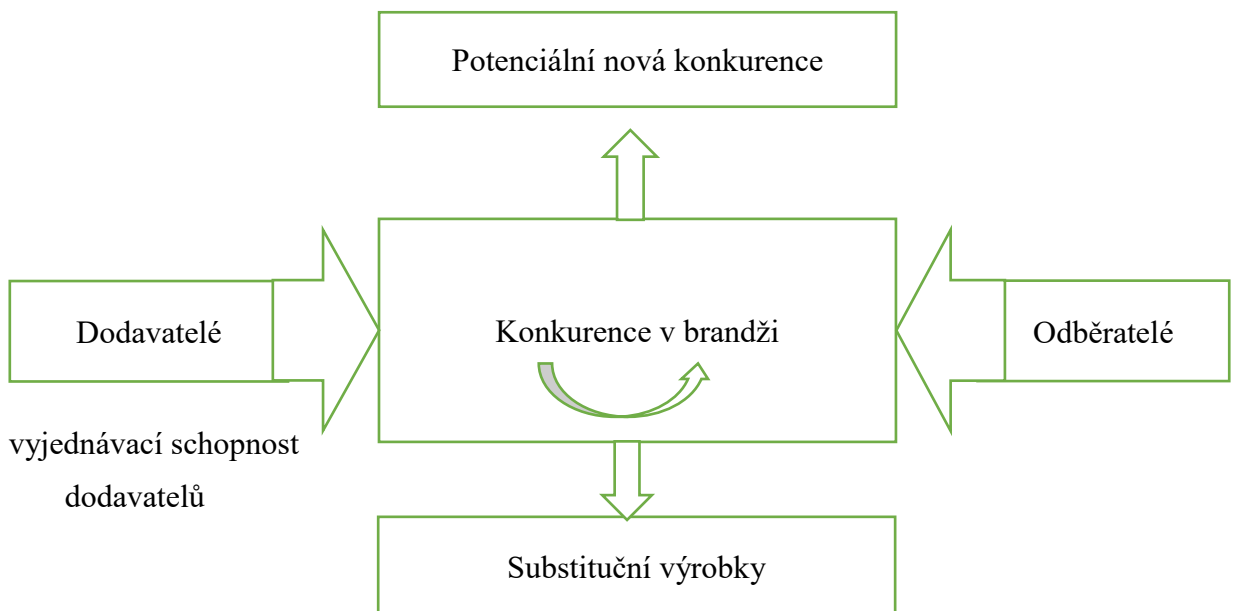 Potenciální nová konkurence
Dodavatelé
Konkurence v brandži
Odběratelé
vyjednávací schopnost
dodavatelů
Substituční výrobky